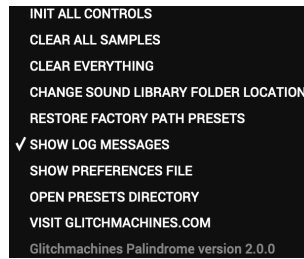 INIT ALL CONTROLS
CLEAR ALL SAMPLES
CLEAR EVERYTHING
CHANGE SOUND LIBRARY FOLDER LOCATION
RESTORE FACTORY PATH PRESETS
✓ SHOW LOG MESSAGES
SHOW PREFERENCES FILE
OPEN PRESETS DIRECTORY
VISIT GLITCHMACHINES.COM
Glitchmachines Palindrome version 2.0.0